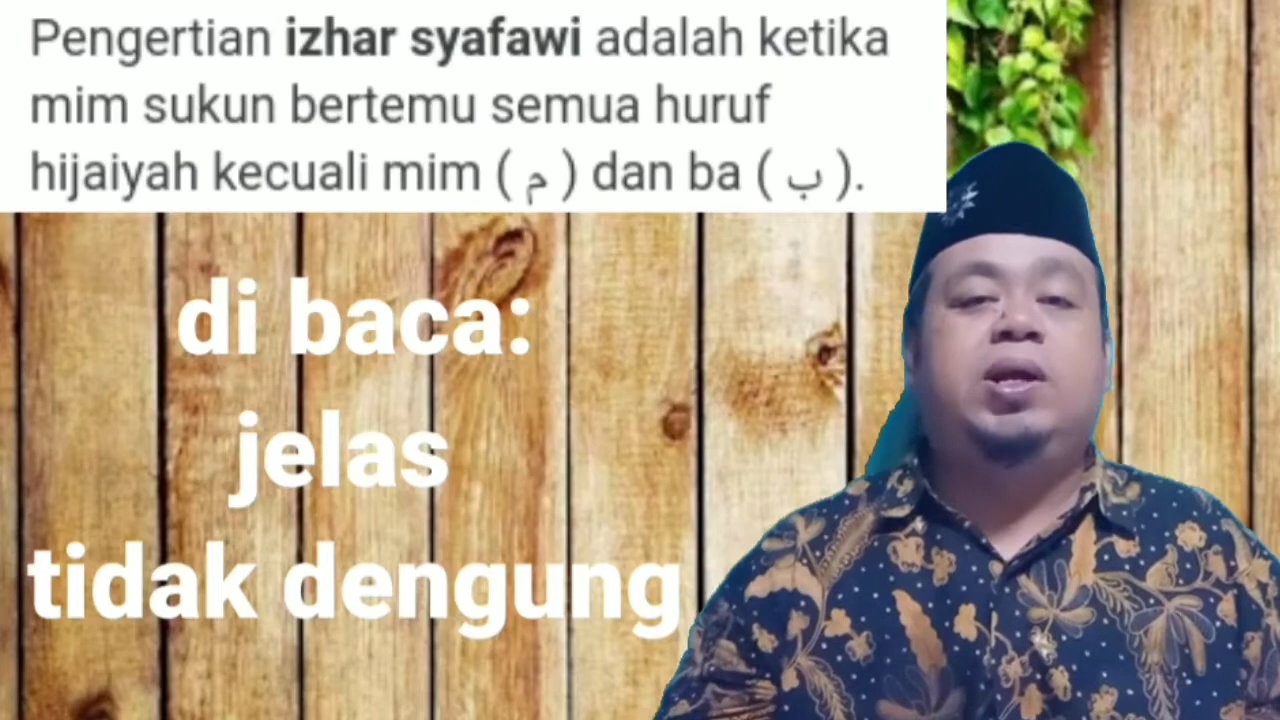 Pengertian izhar syafawi adalah ketika
mim sukun bertemu semua huruf
hijaiyah kecuali mim ( م ) dan ba ( ب ).
di baca:
jelas
tidak dengung